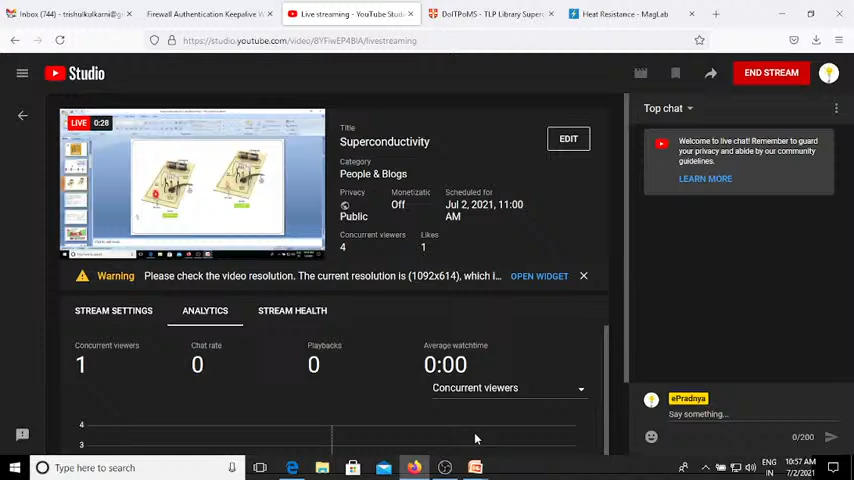 Inbox (744) - trishulkulkarni@g
Firewall Authentication Keepalive W
Live streaming - YouTube Studi
DoITPoMS - TLP Library Superc
Heat Resistance - MagLab
https://studio.youtube.com/video/8YFiwEP4BIA/livestreaming
Studio
END STREAM
LIVE 0:28
Title
Superconductivity
EDIT
Category
People & Blogs
Privacy Monetizatic Scheduled for
Public Off Jul 2, 2021, 11:00
AM
Concurrent viewers Likes
4 1
Warning Please check the video resolution. The current resolution is (1092x614), which i... OPEN WIDGET
STREAM SETTINGS ANALYTICS STREAM HEALTH
Concurrent viewers Chat rate Playbacks Average watchtime
1 0 0 0:00
Concurrent viewers
4
3
Top chat
Welcome to live chat! Remember to guard
your privacy and abide by our community
guidelines.
LEARN MORE
ePradnya
Say something...
0/200
Type here to search
ENG
IN
10:57 AM
7/2/2021